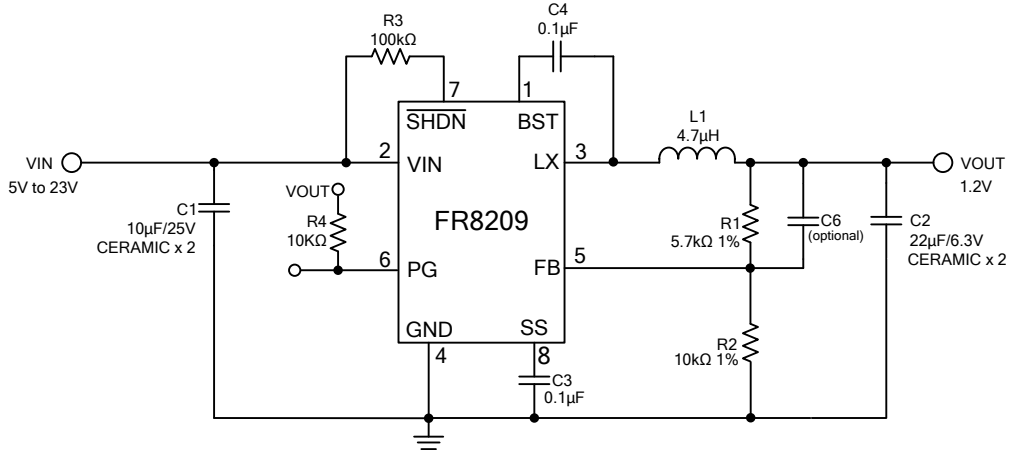 C4
0.1µF
R3
100kΩ
7
1
SHDN
BST
L1
4.7µH
VIN
5V to 23V
2
VIN
LX
3
VOUT
1.2V
VOUT
C1
10µF/25V
CERAMIC x 2
R4
10KΩ
FR8209
R1
5.7kΩ 1%
C6
(optional)
C2
22µF/6.3V
CERAMIC x 2
6
PG
FB
5
GND
SS
R2
10kΩ 1%
4
8
C3
0.1µF